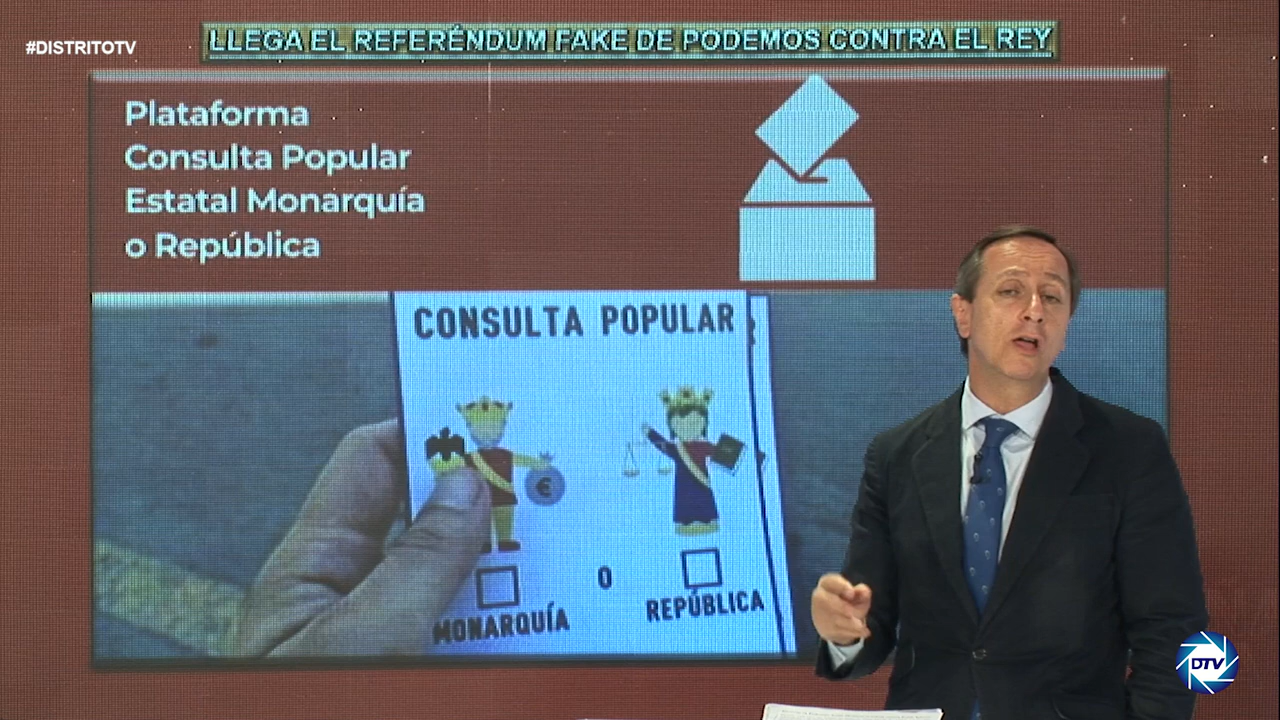 #DISTRITOTV
LLEGA EL REFERÉNDUM FAKE DE PODEMOS CONTRA EL REY
Plataforma
Consulta Popular
Estatal Monarquía
o República
CONSULTA POPULAR
€
O
MONARQUÍA
REPÚBLICA
DTV